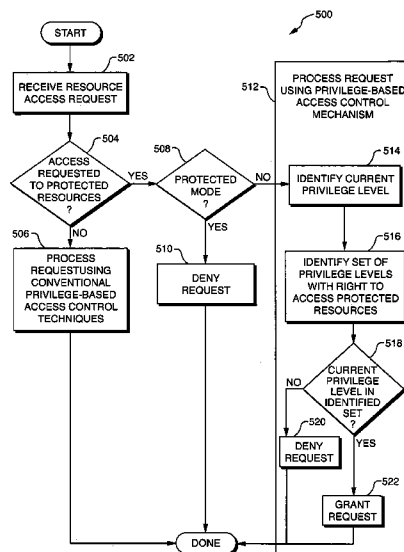 500
START
502
RECEIVE RESOURCE
ACCESS REQUEST
504
ACCESS
REQUESTED
TO PROTECTED
RESOURCES
?
YES
NO
506
PROCESS
REQUESTUSING
CONVENTIONAL
PRIVILEGE-BASED
ACCESS CONTROL
TECHNIQUES
508
PROTECTED
MODE
?
NO
YES
510
DENY
REQUEST
512
PROCESS REQUEST
USING PRIVILEGE-BASED
ACCESS CONTROL
MECHANISM
514
IDENTIFY CURRENT
PRIVILEGE LEVEL
516
IDENTIFY SET OF
PRIVILEGE LEVELS
WITH RIGHT TO
ACCESS PROTECTED
RESOURCES
518
CURRENT
PRIVILEGE
LEVEL IN
IDENTIFIED
SET
?
NO
YES
520
DENY
REQUEST
522
GRANT
REQUEST
DONE